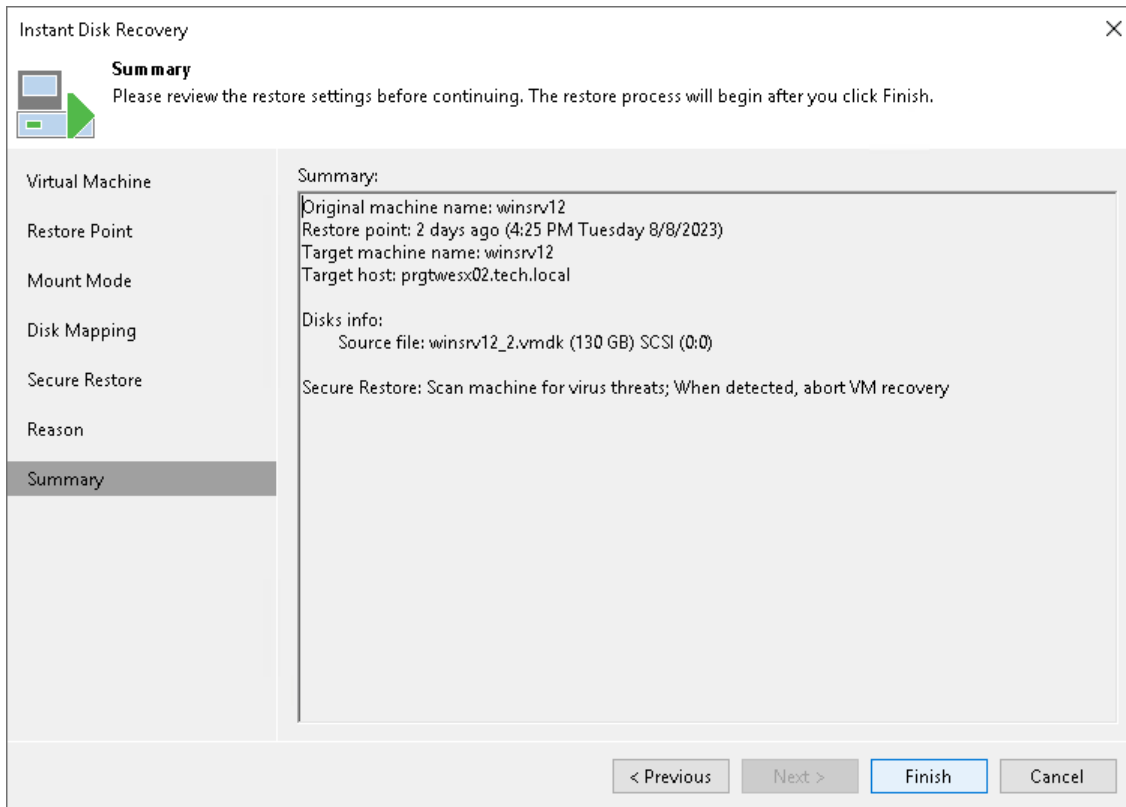 Instant Disk Recovery
Summary
Please review the restore settings before continuing. The restore process will begin after you click Finish.
Virtual Machine
Restore Point
Mount Mode
Disk Mapping
Secure Restore
Reason
Summary
Summary:
Original machine name: winsrv12
Restore point: 2 days ago (4:25 PM Tuesday 8/8/2023)
Target machine name: winsrv12
Target host: prgtwesx02.tech.local
Disks info:
Source file: winsrv12_2.vmdk (130 GB) SCSI (0:0)
Secure Restore: Scan machine for virus threats; When detected, abort VM recovery
< Previous
Next >
Finish
Cancel